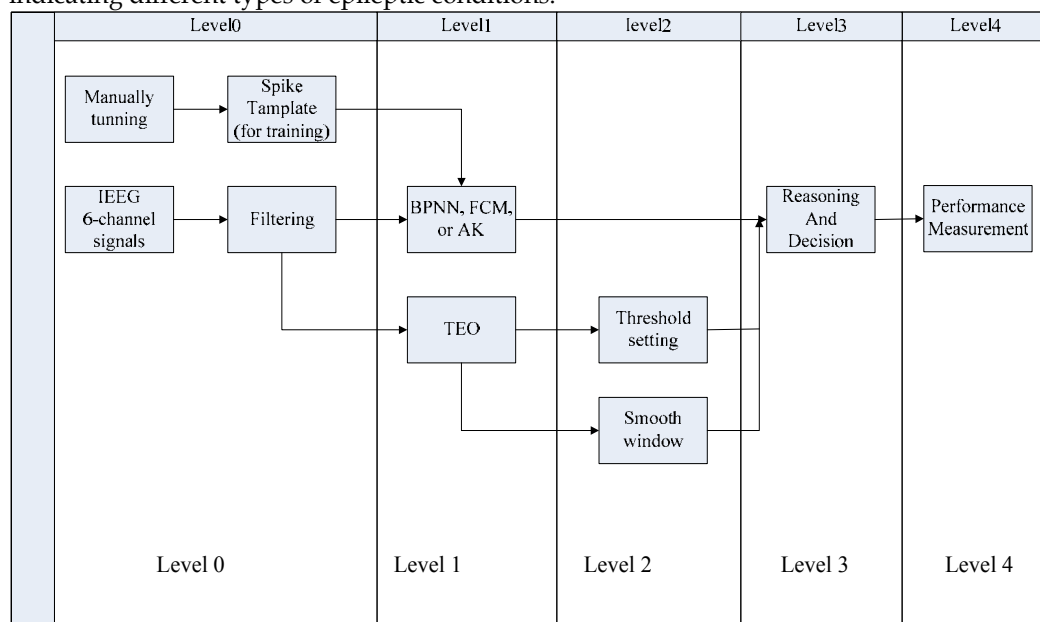 indicating different types of epileptic conditions.
Level0
Level1
level2
Level3
Level4
Manually
tunning
Spike
Tamplate
(for training)
IEEG
6-channel
signals
Filtering
BPNN, FCM,
or AK
Reasoning
And
Decision
Performance
Measurement
TEO
Threshold
setting
Smooth
window
Level 0
Level 1
Level 2
Level 3
Level 4